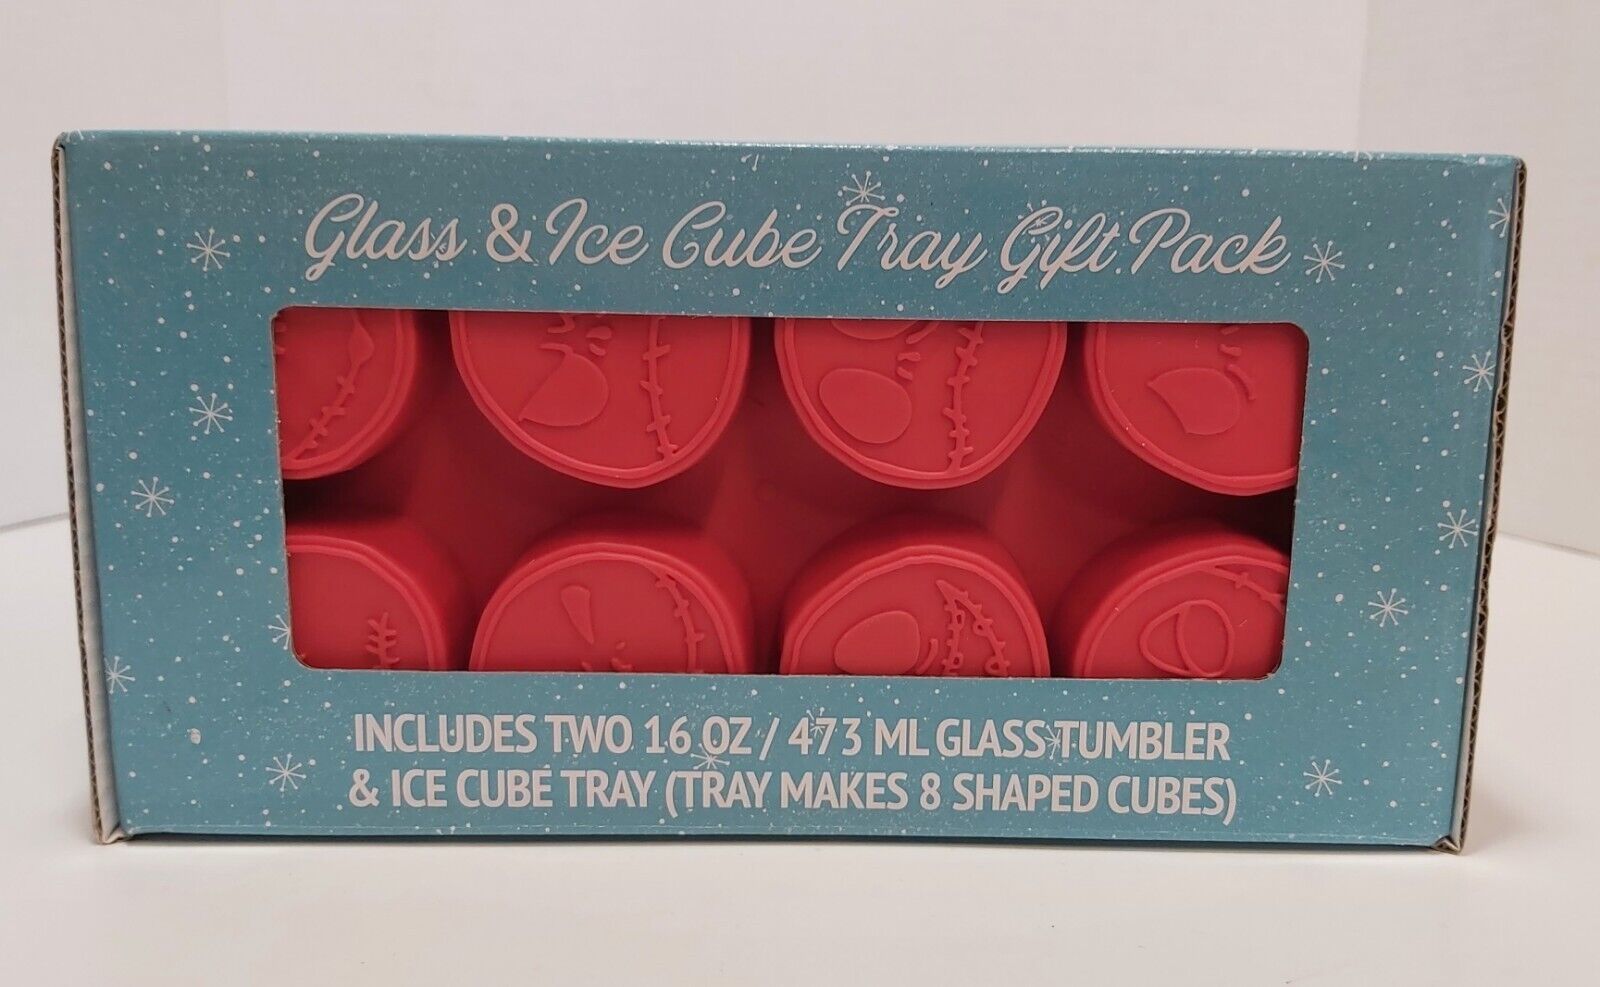 Glass & Ice Cube Tray Gift Pack
INCLUDES TWO 16 OZ / 473 ML GLASS TUMBLER
& ICE CUBE TRAY (TRAY MAKES 8 SHAPED CUBES)